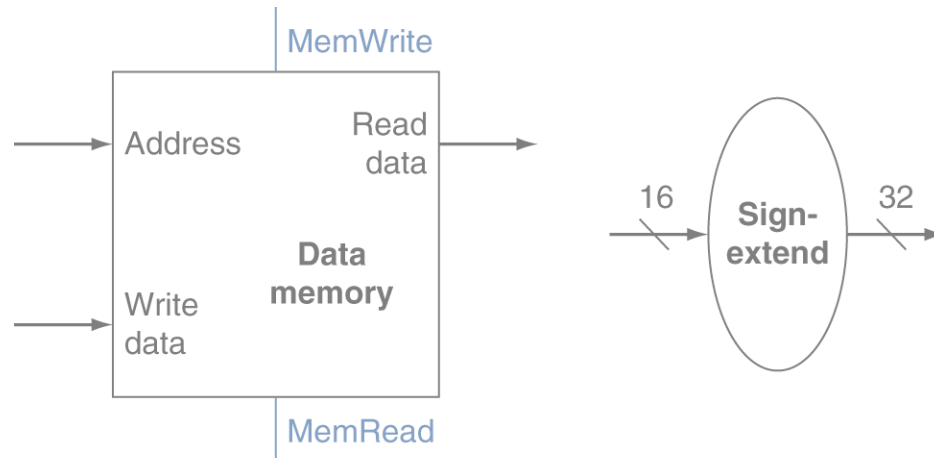 MemWrite
Address
Read
data
Data
memory
Write
data
MemRead
16
Sign-
extend
32